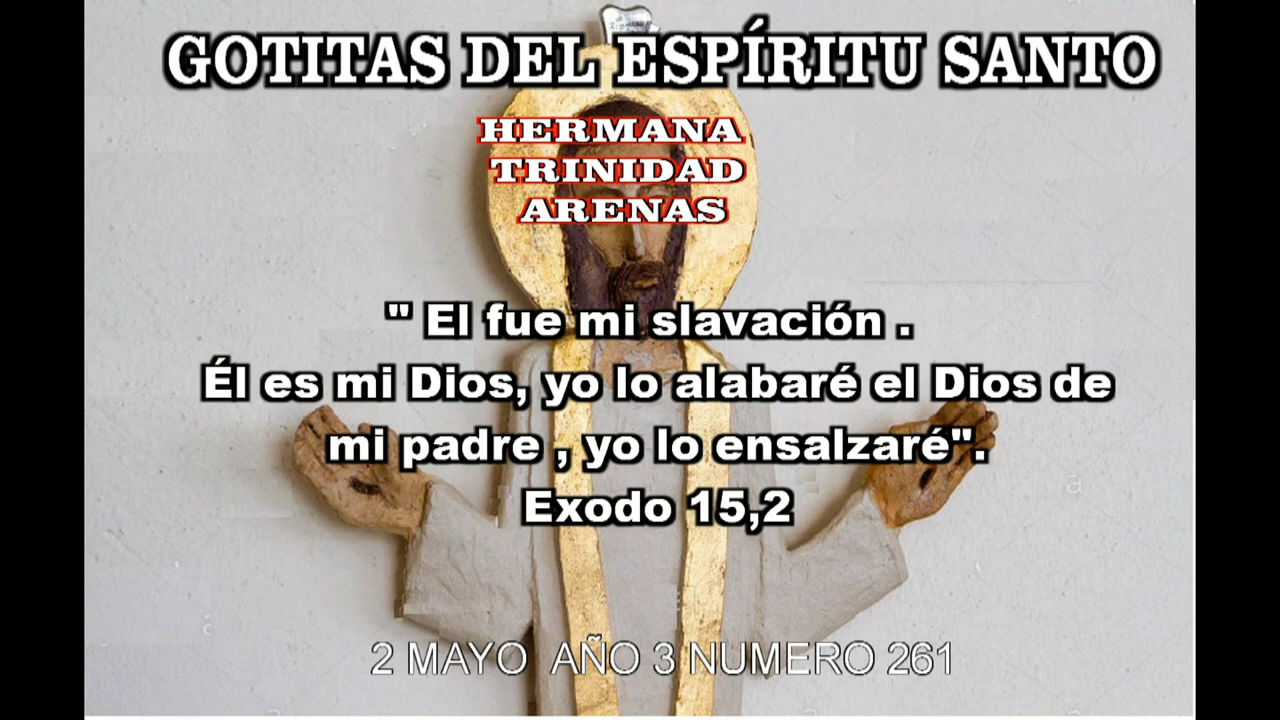 GOTITAS DEL ESPÍRITU SANTO
HERMANA
TRINIDAD
ARENAS
" El fue mi slavación .
Él es mi Dios, yo lo alabaré el Dios de
mi padre , yo lo ensalzaré".
Exodo 15,2
2 MAYO AÑO 3 NUMERO 261